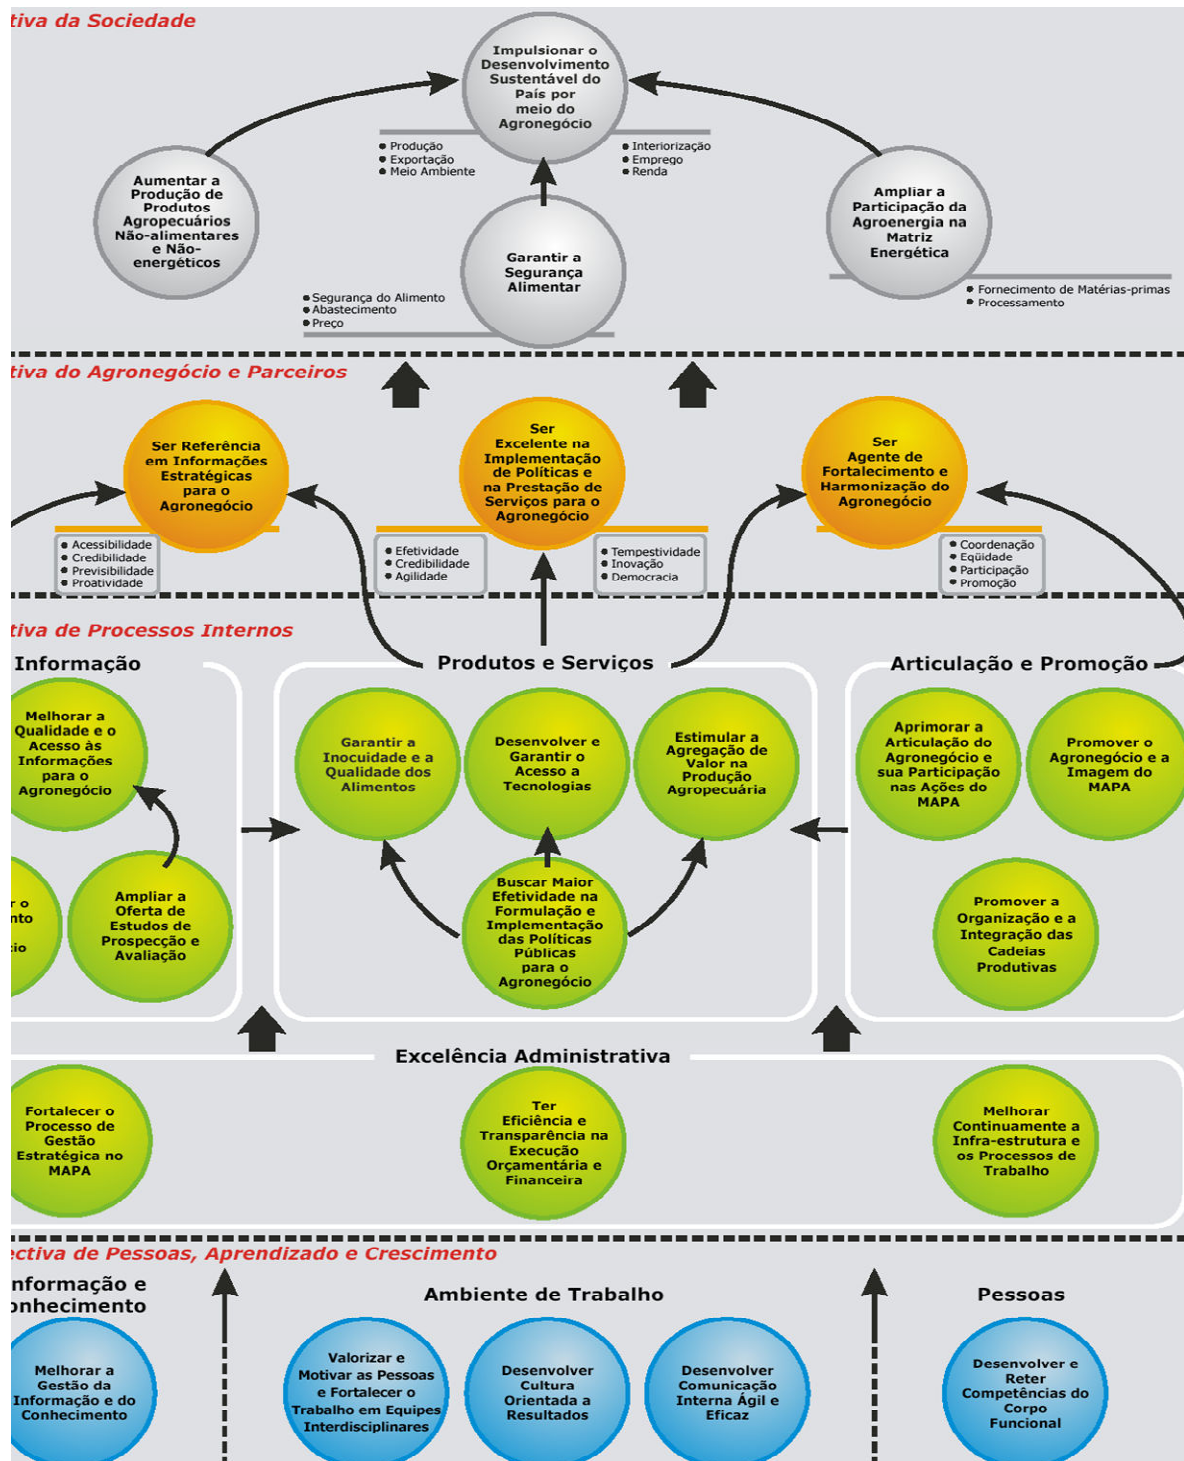 tiva da Sociedade
Impulsionar o
Desenvolvimento
Sustentável do
País por
meio do
Agronegócio
Produção
Exportação
Meio Ambiente
Interiorização
Emprego
Renda
Aumentar a
Produção de
Produtos
Agropecuários
Não-alimentares
e Não-
energéticos
Garantir a
Segurança
Alimentar
Segurança do Alimento
Abastecimento
Preço
Ampliar a
Participação da
Agroenergia na
Matriz
Energética
Fornecimento de Matérias-primas
Processamento
tiva do Agronegócio e Parceiros
Ser Referência
em Informações
Estratégicas
para o
Agronegócio
Acessibilidade
Credibilidade
Previsibilidade
Proatividade
Ser
Excelente na
Implementação
de Políticas e
na Prestação de
Serviços para o
Agronegócio
Efetividade
Credibilidade
Agilidade
Tempestividade
Inovação
Democracia
Ser
Agente de
Fortalecimento e
Harmonização do
Agronegócio
Coordenação
Eqüidade
Participação
Promoção
tiva de Processos Internos
Informação
Melhorar a
Qualidade e o
Acesso às
Informações
para o
Agronegócio
r o
nto
cio
Ampliar a
Oferta de
Estudos de
Prospecção e
Avaliação
Produtos e Serviços
Garantir a
Inocuidade e a
Qualidade dos
Alimentos
Desenvolver e
Garantir o
Acesso a
Tecnologias
Estimular a
Agregação de
Valor na
Produção
Agropecuária
Buscar Maior
Efetividade na
Formulação e
Implementação
das Políticas
Públicas
para o
Agronegócio
Articulação e Promoção
Aprimorar a
Articulação do
Agronegócio e
sua Participação
nas Ações do
MAPA
Promover o
Agronegócio e a
Imagem do
MAPA
Promover a
Organização e a
Integração das
Cadeias
Produtivas
Excelência Administrativa
Fortalecer o
Processo de
Gestão
Estratégica no
MAPA
Ter
Eficiência e
Transparência na
Execução
Orçamentária e
Financeira
Melhorar
Continuamente a
Infra-estrutura e
os Processos de
Trabalho
ectiva de Pessoas, Aprendizado e Crescimento
nformação e
onhecimento
Melhorar a
Gestão da
Informação e do
Conhecimento
Ambiente de Trabalho
Valorizar e
Motivar as Pessoas
e Fortalecer o
Trabalho em Equipes
Interdisciplinares
Desenvolver
Cultura
Orientada a
Resultados
Desenvolver
Comunicação
Interna Ágil e
Eficaz
Pessoas
Desenvolver e
Reter
Competências do
Corpo
Funcional